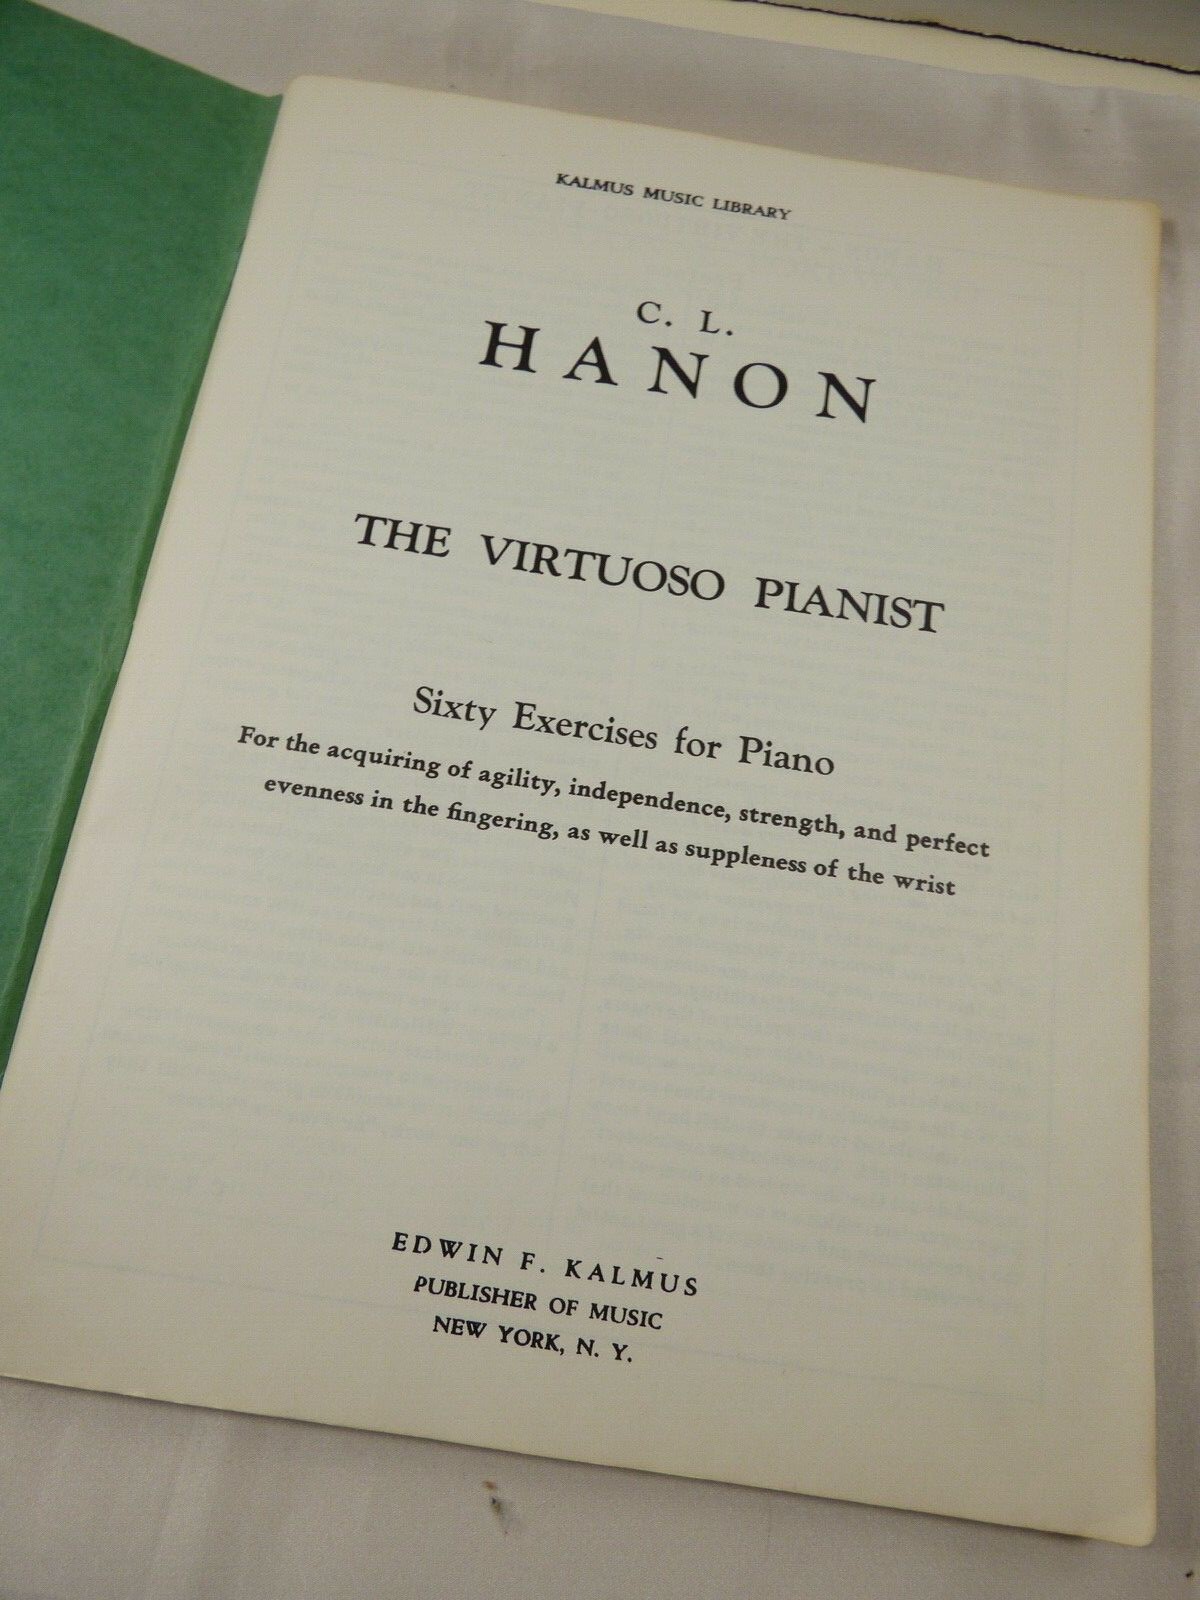 KALMUS MUSIC LIBRARY
C. L.
HANON
THE VIRTUOSO PIANIST
Sixty Exercises for Piano
For the acquiring of agility, independence, strength, and perfect
evenness in the fingering, as well as suppleness of the wrist
EDWIN F. KALMUS
PUBLISHER OF MUSIC
NEW YORK, N. Y.